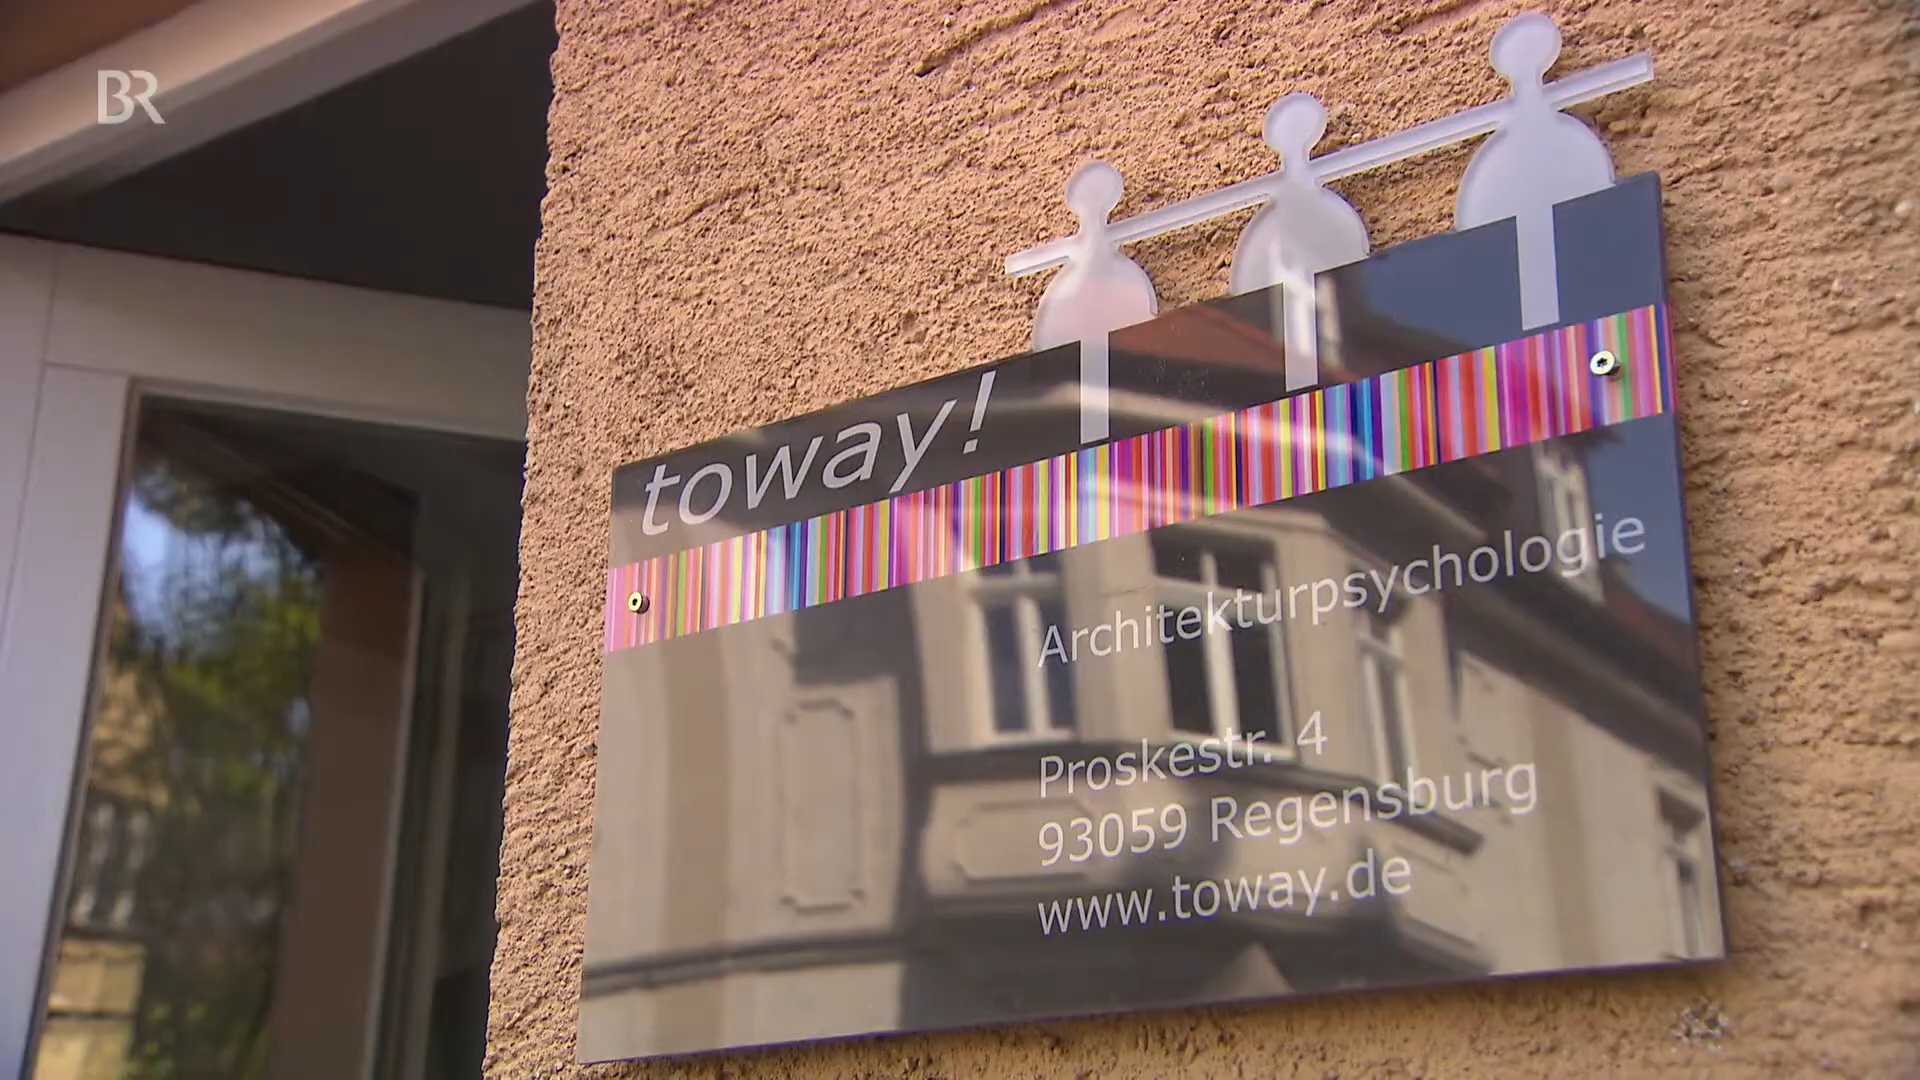 BR
toway!
Architekturpsychologie
Proskestr. 4
93059 Regensburg
www.toway.de